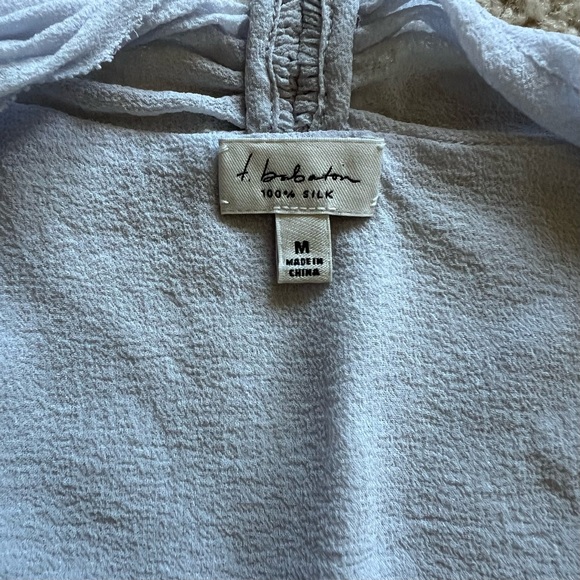 t. babaton
100% SILK
M
MADE IN
CHINA